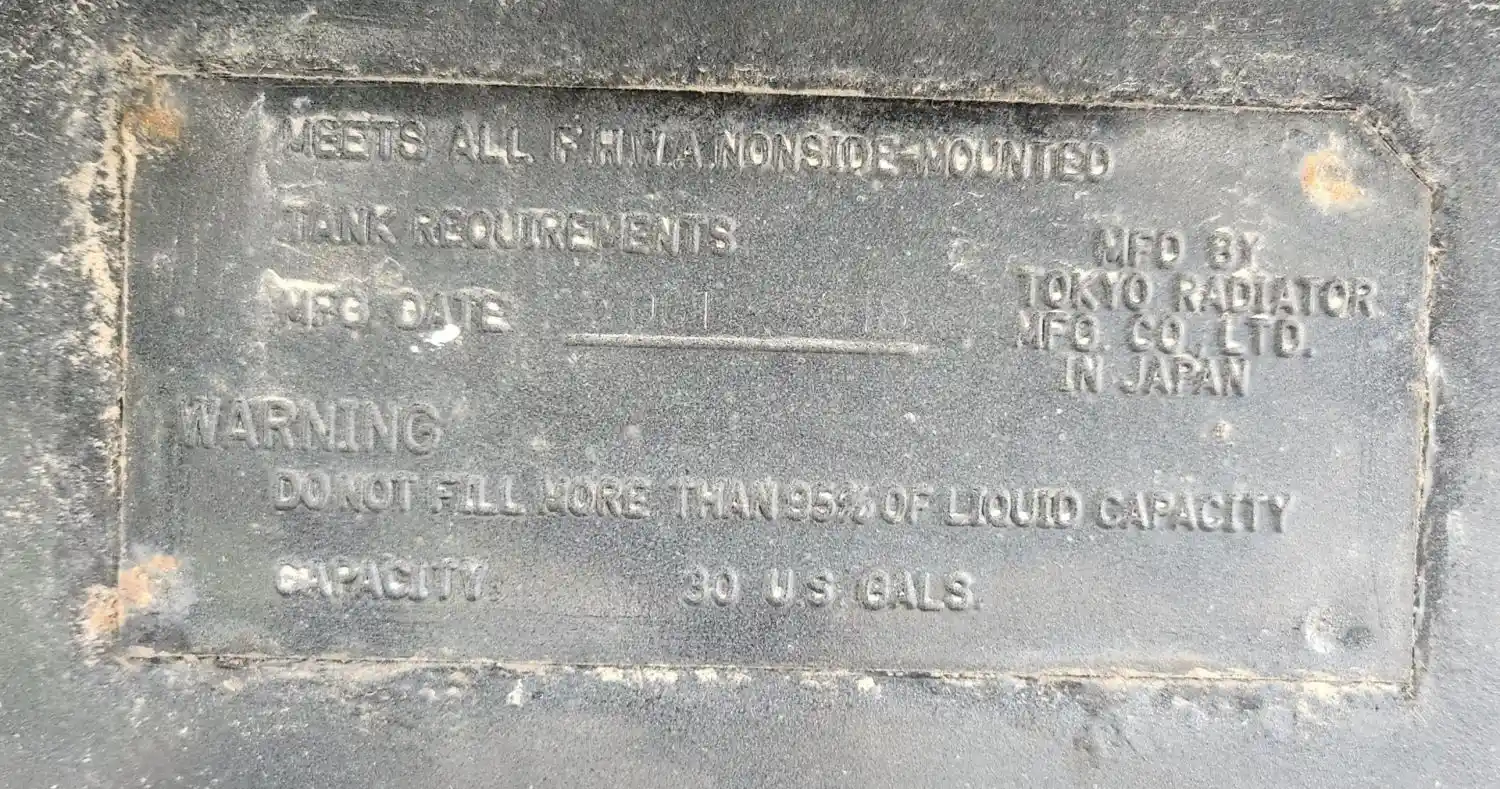 MEETS ALL F.H.W.A NONSIDE-MOUNTED
TANK REQUIREMENTS
MFG DATE
MFD BY
TOKYO RADIATOR
MFG. CO., LTD.
IN JAPAN
WARNING
DO NOT FILL MORE THAN 95% OF LIQUID CAPACITY
CAPACITY 30 U.S. GALS.